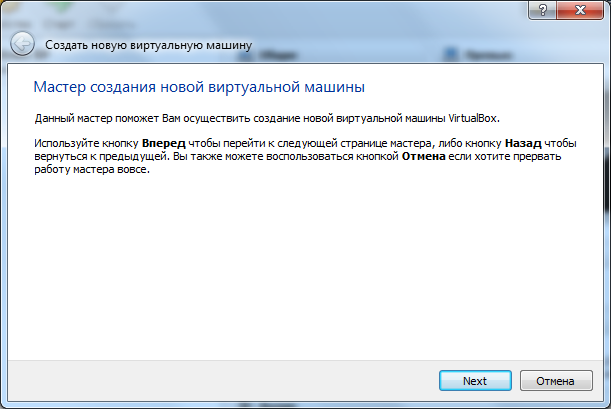 Создать новую виртуальную машину
Мастер создания новой виртуальной машины
Данный мастер поможет Вам осуществить создание новой виртуальной машины VirtualBox.
Используйте кнопку Вперед чтобы перейти к следующей странице мастера, либо кнопку Назад чтобы
вернуться к предыдущей. Вы также можете воспользоваться кнопкой Отмена если хотите прервать
работу мастера вовсе.
Next Отмена